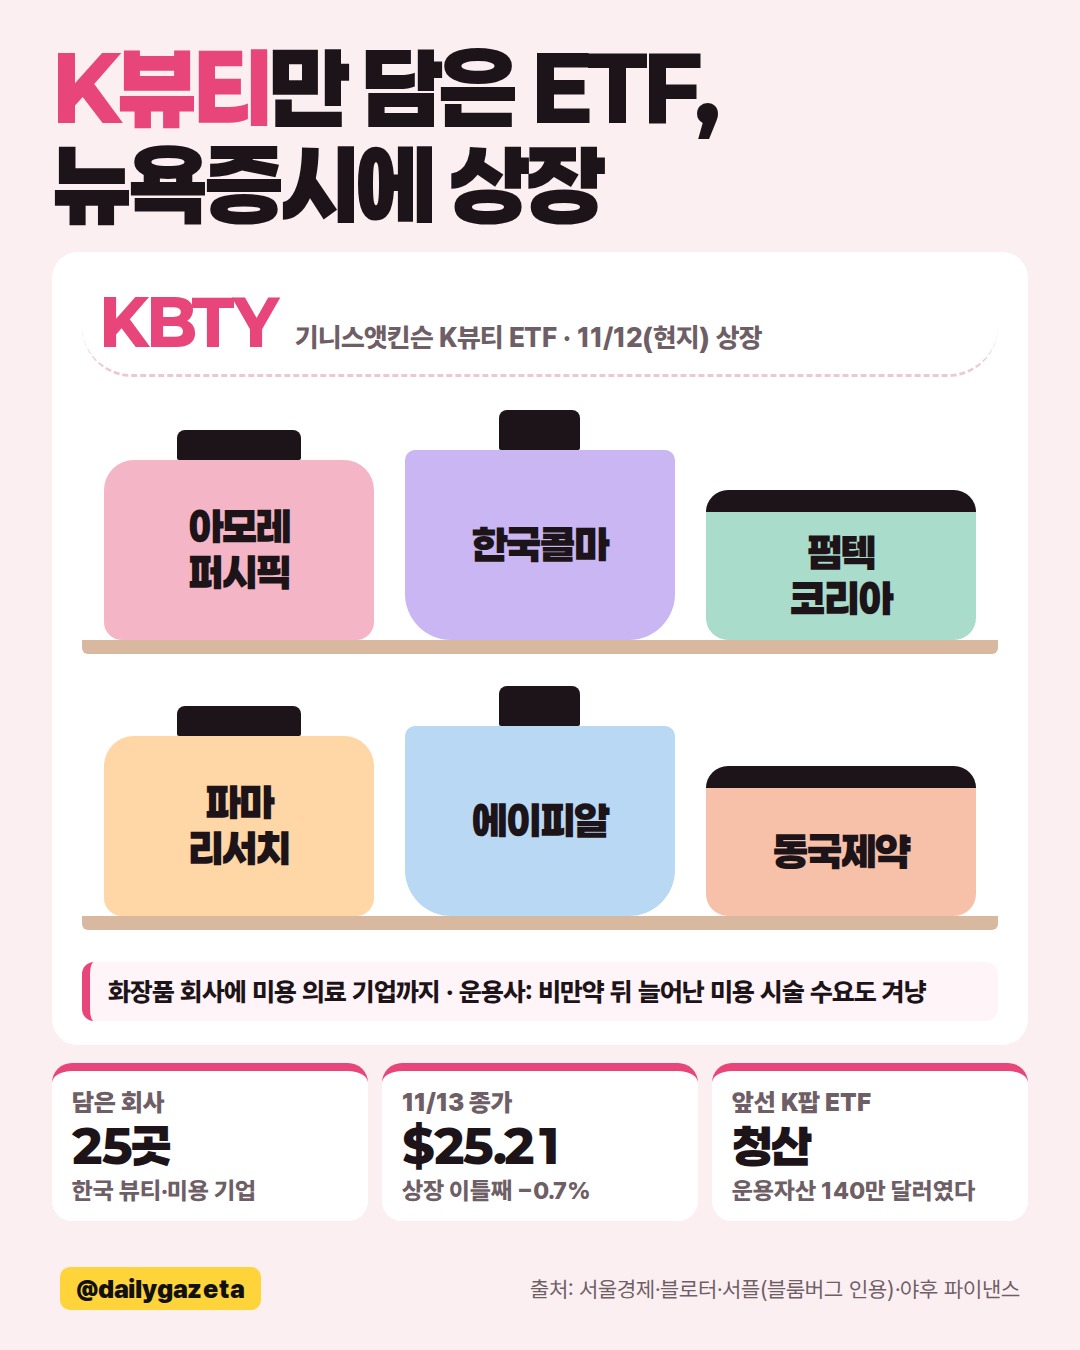 K뷰티만 담은 ETF,
뉴욕증시에 상장
KBTY 기니스앳킨슨 K뷰티 ETF · 11/12(현지) 상장
아모레
퍼시픽
한국콜마
펌텍
코리아
파마
리서치
에이피알
동국제약
화장품 회사에 미용 의료 기업까지 · 운용사: 비만약 뒤 늘어난 미용 시술 수요도 겨냥
담은 회사
25곳
한국 뷰티·미용 기업
11/13 종가
$25.21
상장 이틀째 −0.7%
앞선 K팝 ETF
청산
운용자산 140만 달러였다
@dailygazeta
출처: 서울경제·블로터·서플(블룸버그 인용)·야후 파이낸스